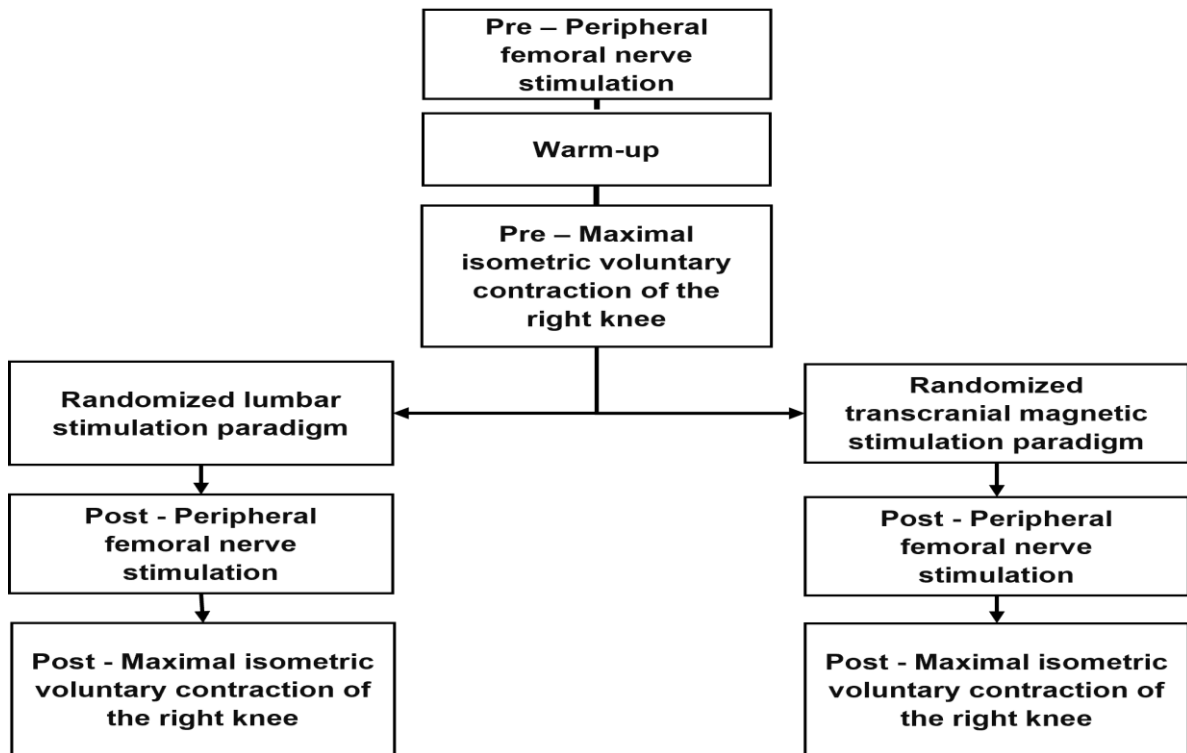 Pre – Peripheral
femoral nerve
stimulation
Warm-up
Pre – Maximal
isometric voluntary
contraction of the
right knee
Randomized lumbar
stimulation paradigm
Randomized
transcranial magnetic
stimulation paradigm
Post - Peripheral
femoral nerve
stimulation
Post - Peripheral
femoral nerve
stimulation
Post - Maximal isometric
voluntary contraction of
the right knee
Post - Maximal isometric
voluntary contraction of
the right knee